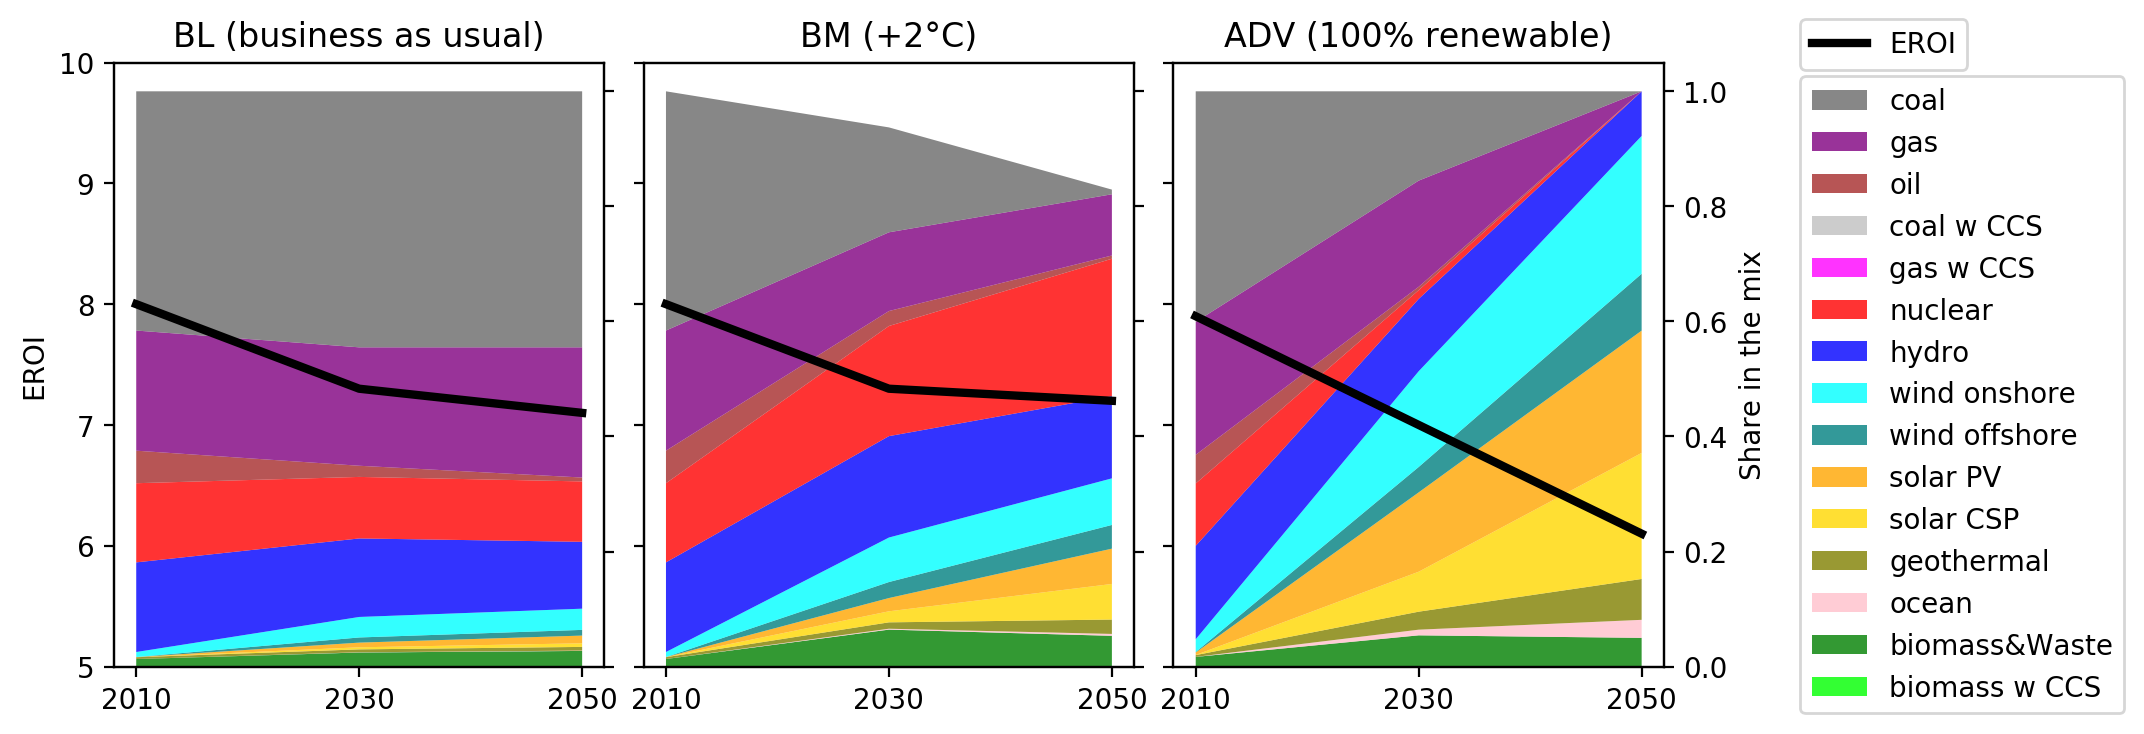 BL (business as usual)
BM (+2°C)
ADV (100% renewable)
EROI
10
9
8
7
6
5
EROI
2010
2030
2050
2010
2030
2050
2010
2030
2050
1.0
0.8
0.6
0.4
0.2
0.0
Share in the mix
coal
gas
oil
coal w CCS
gas w CCS
nuclear
hydro
wind onshore
wind offshore
solar PV
solar CSP
geothermal
ocean
biomass&Waste
biomass w CCS